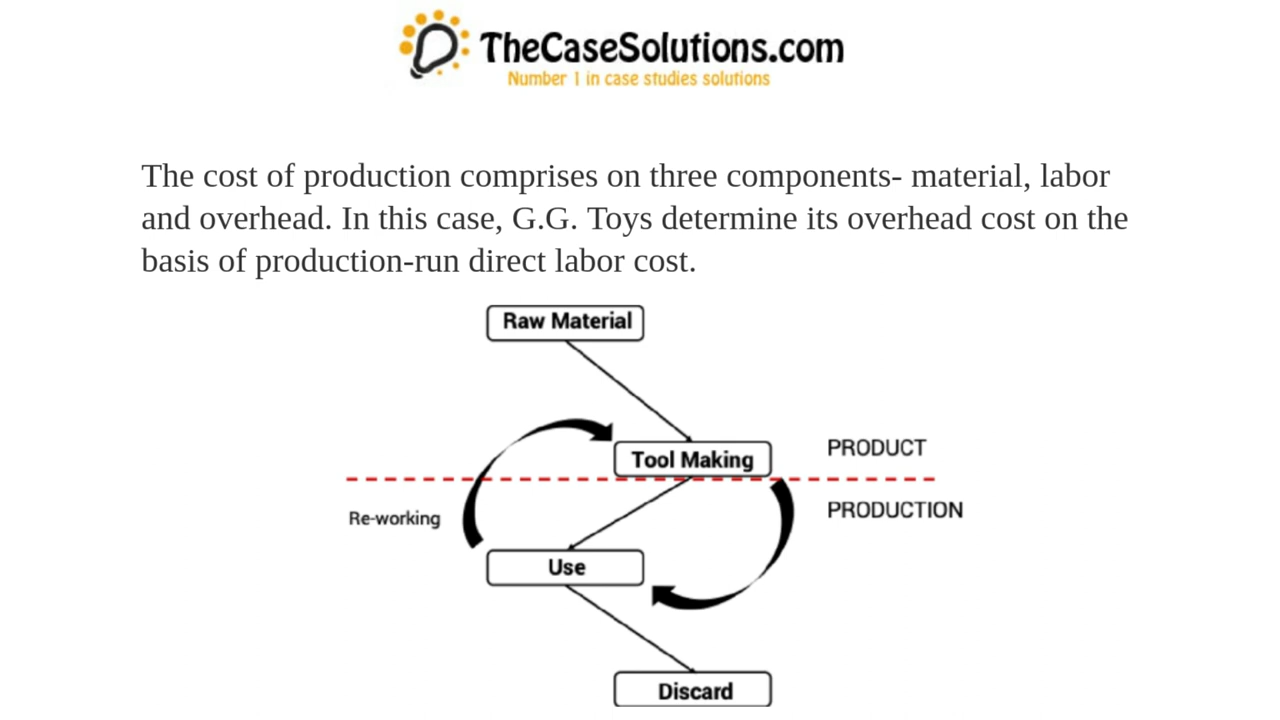 TheCaseSolutions.com
Number 1 in case studies solutions
The cost of production comprises on three components- material, labor
and overhead. In this case, G.G. Toys determine its overhead cost on the
basis of production-run direct labor cost.
Raw Material
Tool Making
PRODUCT
Re-working
PRODUCTION
Use
Discard